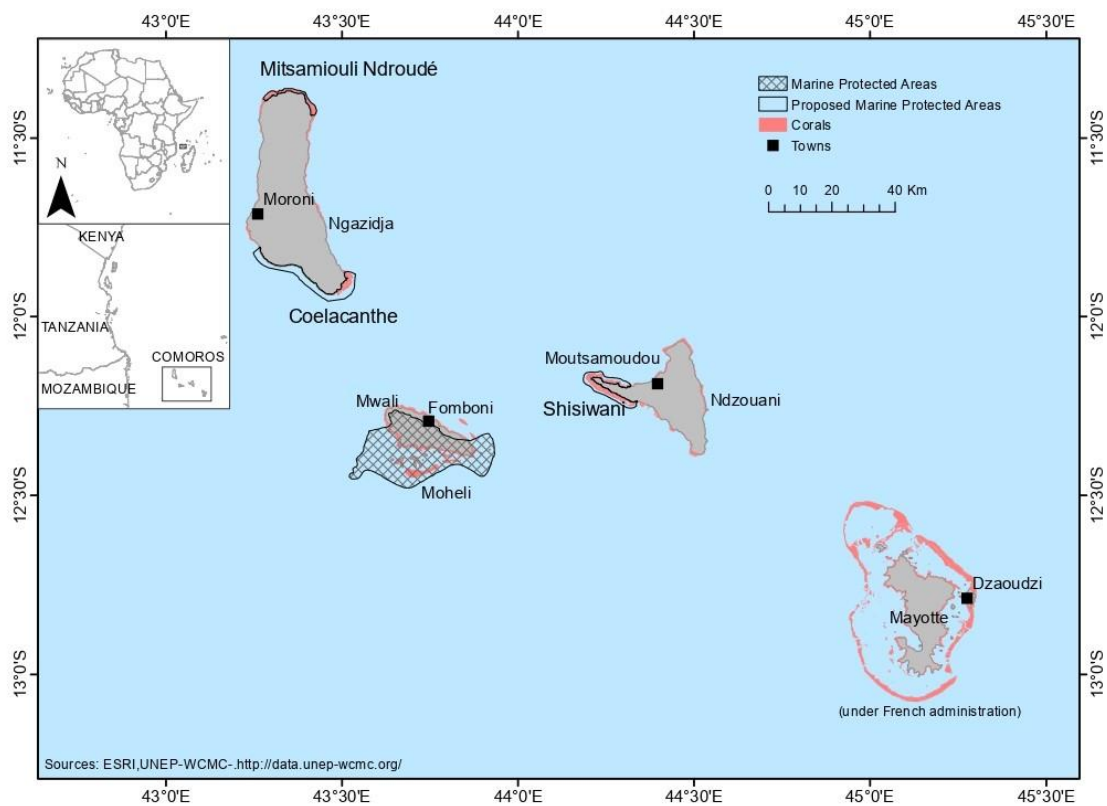 43°0'E 43°30'E 44°0'E 44°30'E 45°0'E 45°30'E
11°30'S
12°0'S
12°30'S
13°0'S
11°30'S
12°0'S
12°30'S
13°0'S
N
KENYA
TANZANIA
MOZAMBIQUE
COMOROS
Mitsamiouli Ndroudé
Marine Protected Areas
Proposed Marine Protected Areas
Corals
Towns
0 10 20 40 Km
Moroni
Ngazidja
Coelacanthe
Moutsamoudou
Shisiwani
Ndzouani
Mwali
Fomboni
Moheli
Dzaoudzi
Mayotte
(under French administration)
Sources: ESRI,UNEP-WCMC-.http://data.unep-wcmc.org/
43°0'E 43°30'E 44°0'E 44°30'E 45°0'E 45°30'E